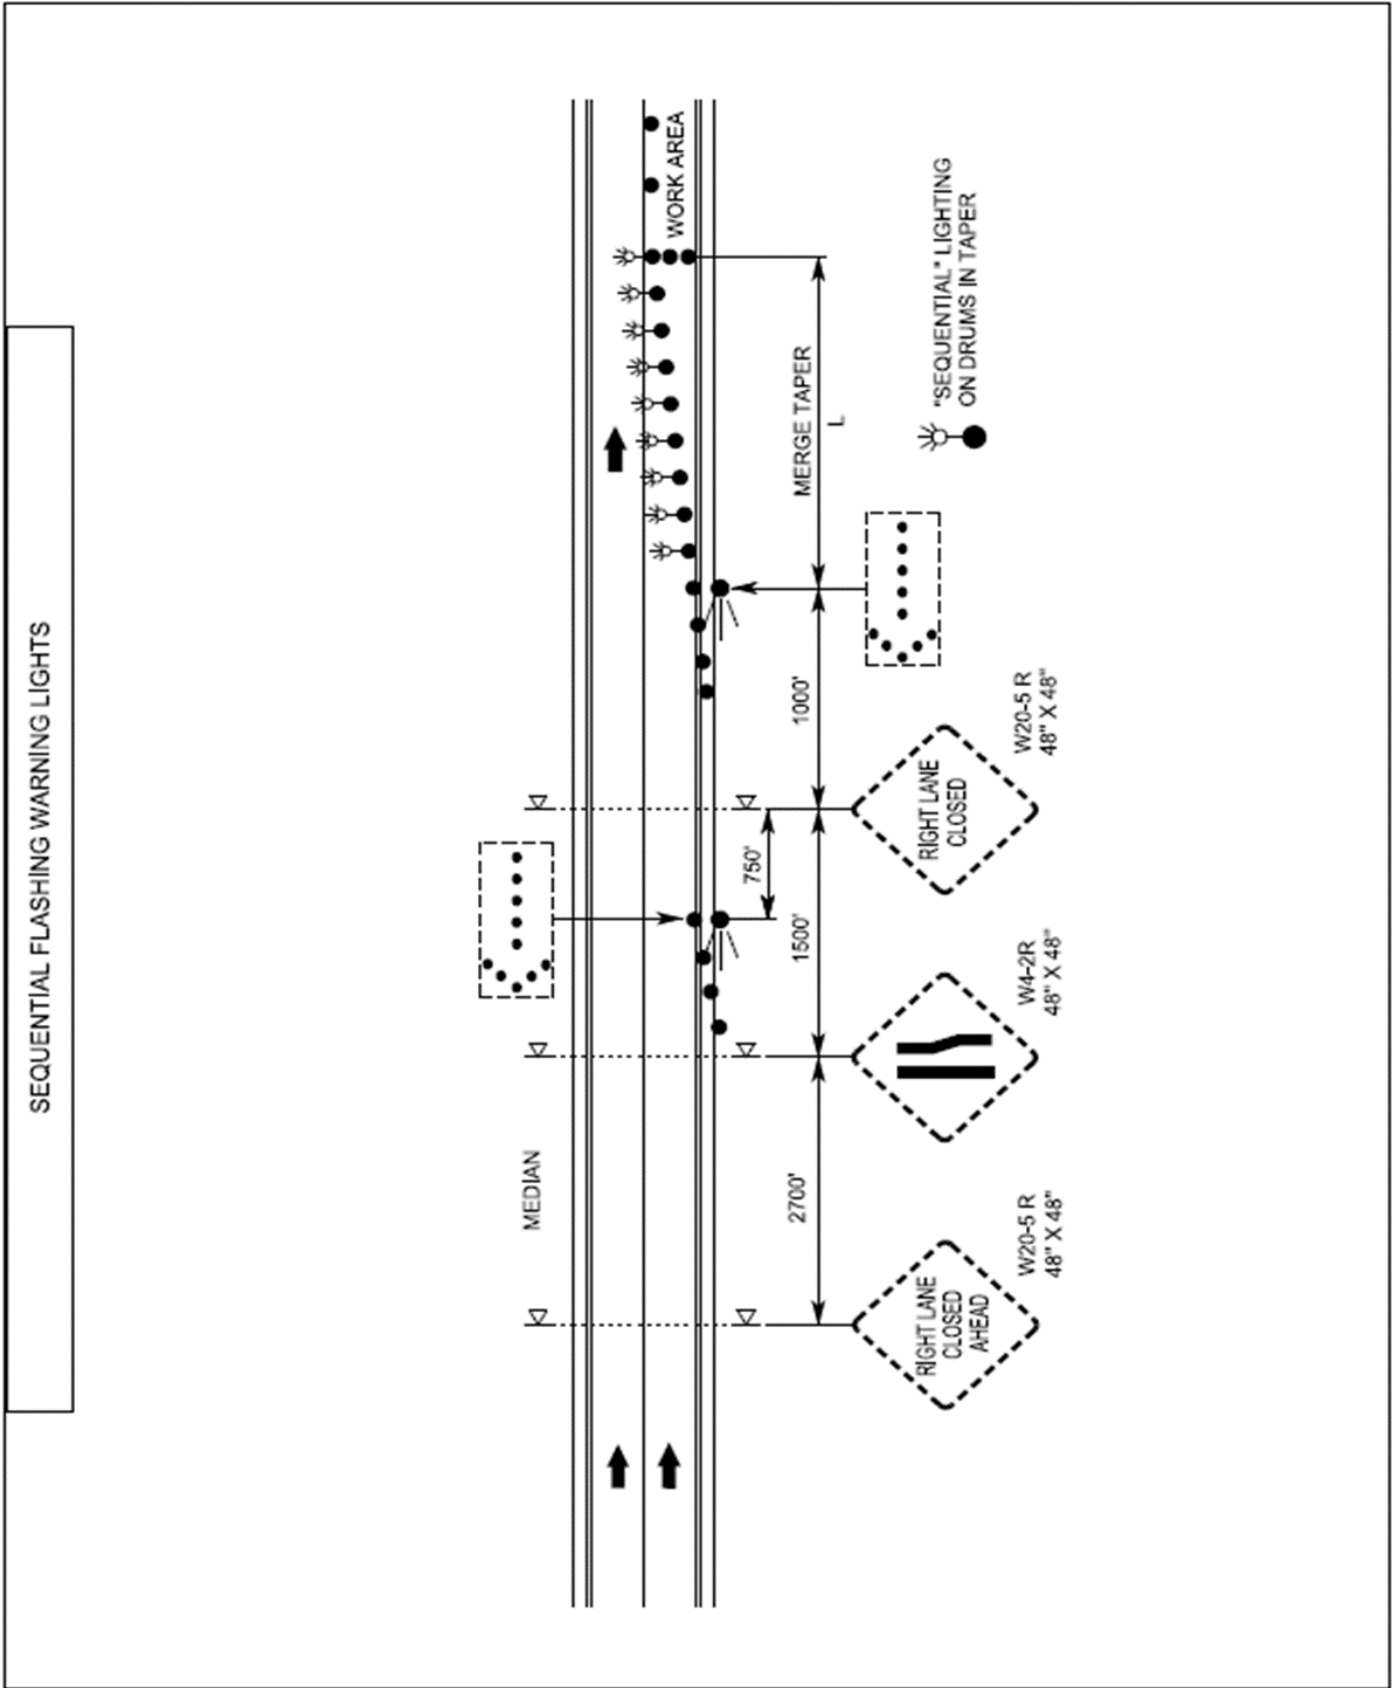 SEQUENTIAL FLASHING WARNING LIGHTS
MEDIAN
WORK AREA
MERGE TAPER
L
1000'
750'
1500'
2700'
"SEQUENTIAL" LIGHTING
ON DRUMS IN TAPER
RIGHT LANE
CLOSED
W20-5 R
48" X 48"
W4-2R
48" X 48"
RIGHT LANE
CLOSED
AHEAD
W20-5 R
48" X 48"